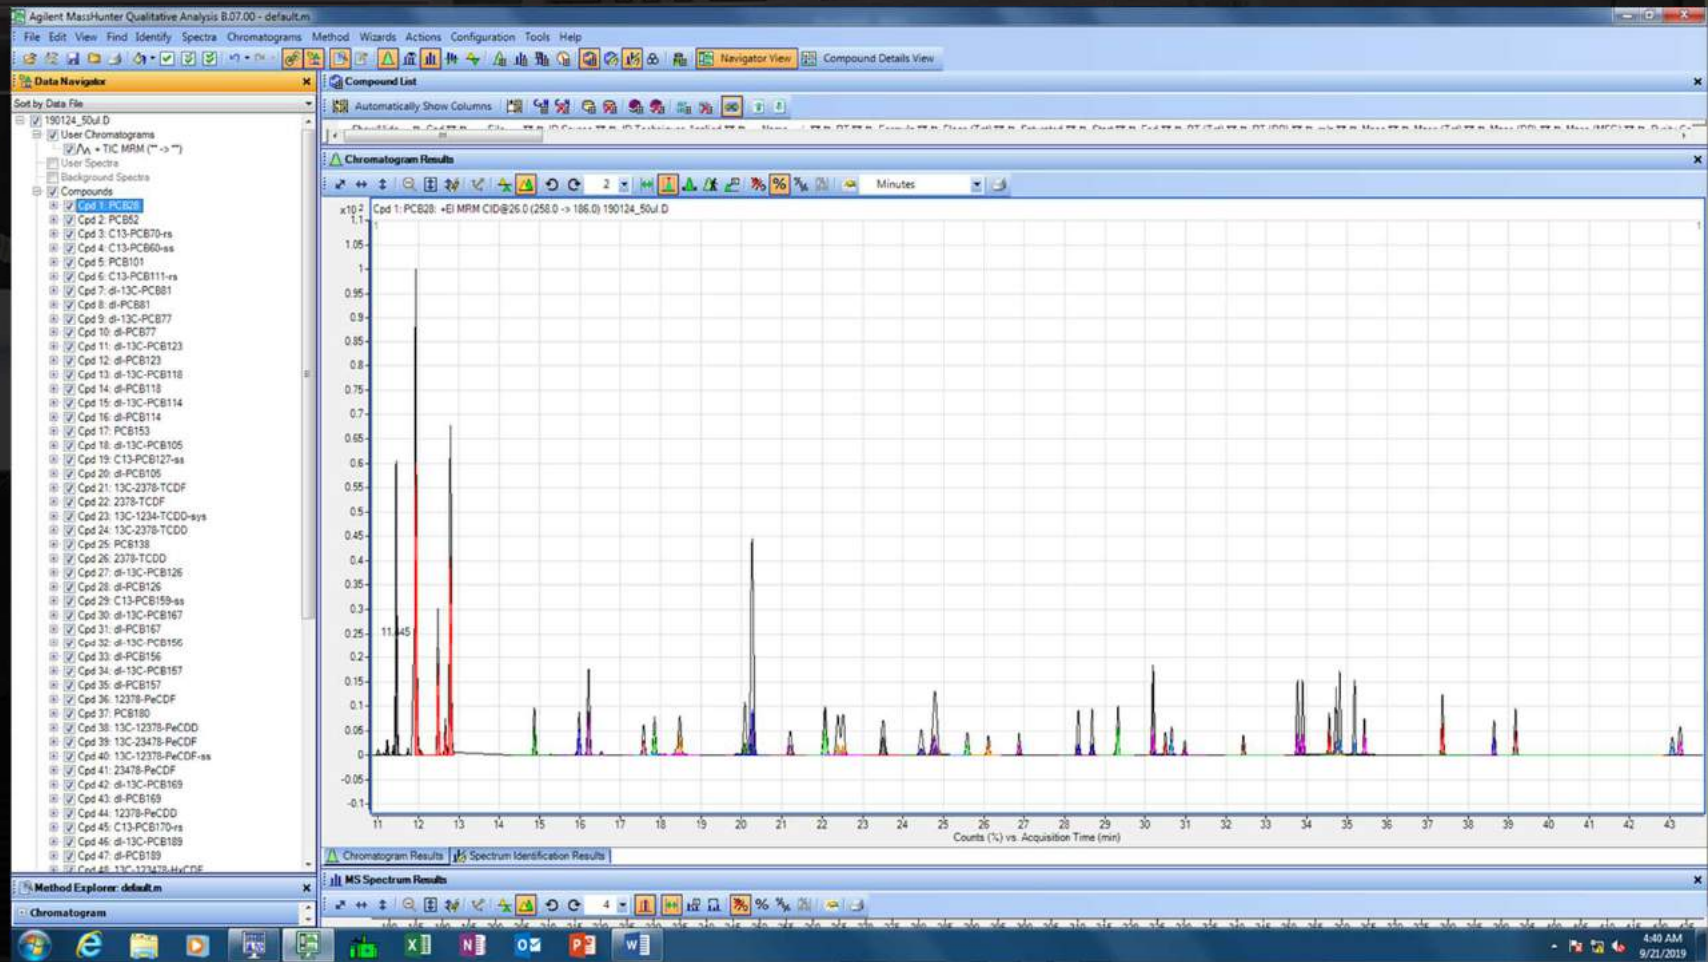 Agilent MassHunter Qualitative Analysis B.07.00 - default.m
File Edit View Find Identify Spectra Chromatograms Method Wizards Actions Configuration Tools Help
Navigator View Compound Details View
Data Navigator
Sort by Data File
190124_50ul.D
User Chromatograms
+ TIC MRM (** -> **)
User Spectra
Background Spectra
Compounds
Cpd 1: PCB28
Cpd 2: PCB52
Cpd 3: C13-PCB70-rs
Cpd 4: C13-PCB60-ss
Cpd 5: PCB101
Cpd 6: C13-PCB111-rs
Cpd 7: dl-13C-PCB81
Cpd 8: dl-PCB81
Cpd 9: dl-13C-PCB77
Cpd 10: dl-PCB77
Cpd 11: dl-13C-PCB123
Cpd 12: dl-PCB123
Cpd 13: dl-13C-PCB118
Cpd 14: dl-PCB118
Cpd 15: dl-13C-PCB114
Cpd 16: dl-PCB114
Cpd 17: PCB153
Cpd 18: dl-13C-PCB105
Cpd 19: C13-PCB127-ss
Cpd 20: dl-PCB105
Cpd 21: 13C-2378-TCDF
Cpd 22: 2378-TCDF
Cpd 23: 13C-1234-TCDD-sys
Cpd 24: 13C-2378-TCDD
Cpd 25: PCB138
Cpd 26: 2378-TCDD
Cpd 27: dl-13C-PCB126
Cpd 28: dl-PCB126
Cpd 29: C13-PCB159-ss
Cpd 30: dl-13C-PCB167
Cpd 31: dl-PCB167
Cpd 32: dl-13C-PCB156
Cpd 33: dl-PCB156
Cpd 34: dl-13C-PCB157
Cpd 35: dl-PCB157
Cpd 36: 12378-PeCDF
Cpd 37: PCB180
Cpd 38: 13C-12378-PeCDD
Cpd 39: 13C-23478-PeCDF
Cpd 40: 13C-12378-PeCDF-ss
Cpd 41: 23478-PeCDF
Cpd 42: dl-13C-PCB169
Cpd 43: dl-PCB169
Cpd 44: 12378-PeCDD
Cpd 45: C13-PCB170-rs
Cpd 46: dl-13C-PCB189
Cpd 47: dl-PCB189
Cpd 48: 13C-123478-HxCDF
Method Explorer: default.m
Chromatogram
Compound List
Automatically Show Columns
Chromatogram Results
2 Minutes
x10 2 Cpd 1: PCB28: +EI MRM CID@26.0 (258.0 -> 186.0) 190124_50ul.D
1.1
1 1
1.05
1
0.95
0.9
0.85
0.8
0.75
0.7
0.65
0.6
0.55
0.5
0.45
0.4
0.35
0.3
0.25
11.445
0.2
0.15
0.1
0.05
0
-0.05
-0.1
11 12 13 14 15 16 17 18 19 20 21 22 23 24 25 26 27 28 29 30 31 32 33 34 35 36 37 38 39 40 41 42 43
Counts (%) vs. Acquisition Time (min)
Chromatogram Results Spectrum Identification Results
MS Spectrum Results
4
4:40 AM
9/21/2019